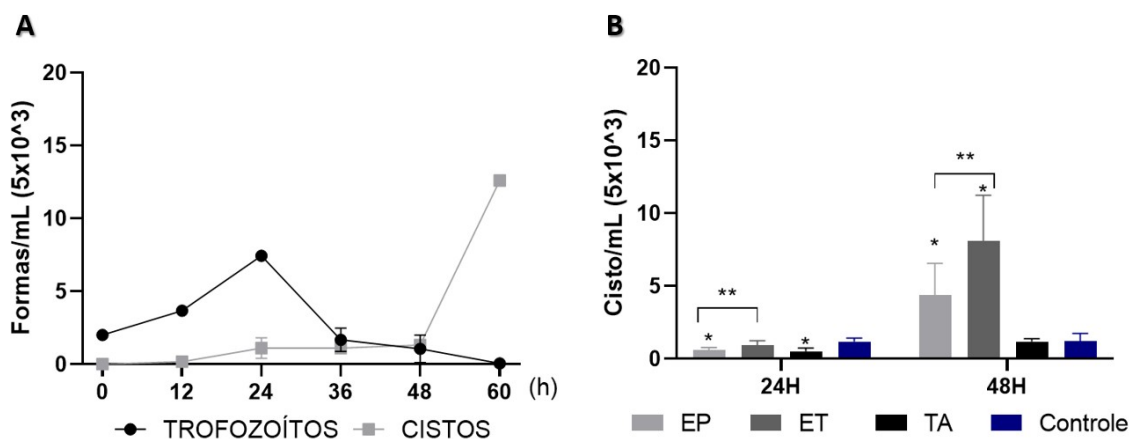 A
Formas/mL (5x10^3)
20
15
10
5
0
0 12 24 36 48 60 (h)
TROFOZOÍTOS CISTOS
B
Cisto/mL (5x10^3)
20
15
10
5
0
**
*
*
**
*
*
24H 48H
EP ET TA Controle